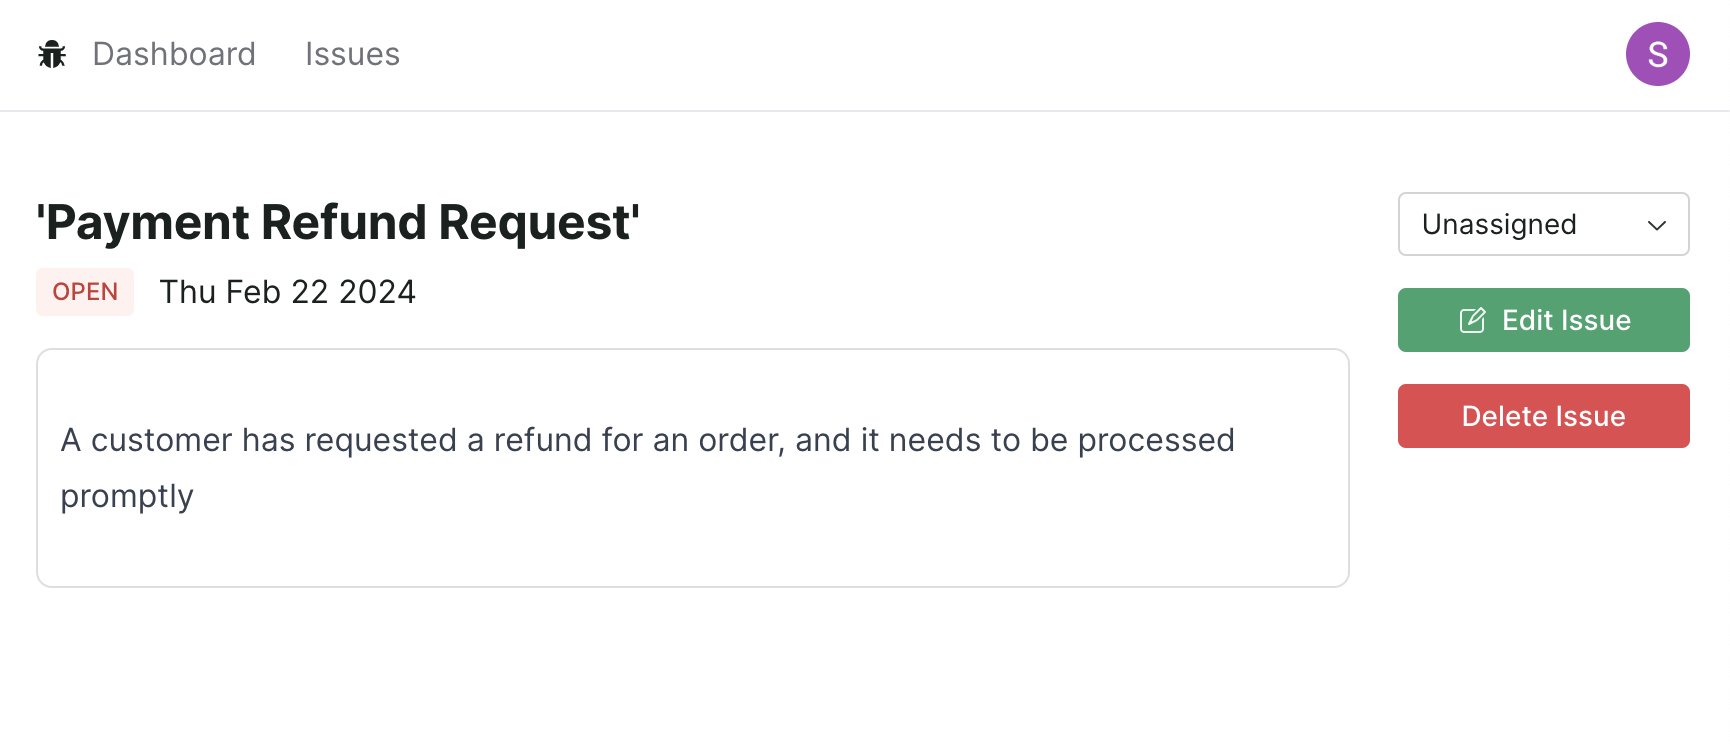 Dashboard Issues S
'Payment Refund Request'
Unassigned
OPEN Thu Feb 22 2024
Edit Issue
Delete Issue
A customer has requested a refund for an order, and it needs to be processed
promptly